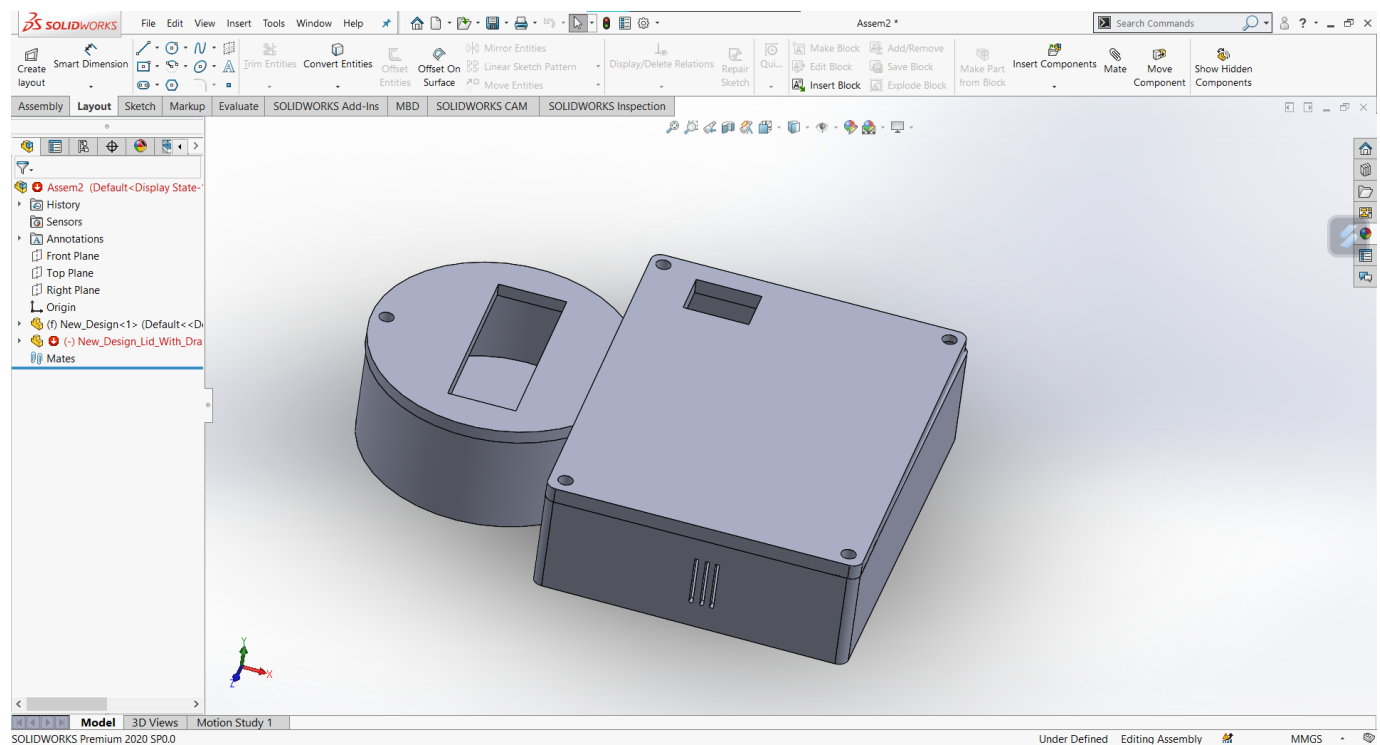 SOLIDWORKS File Edit View Insert Tools Window Help Assem2 * Search Commands ?
Create layout Smart Dimension Trim Entities Convert Entities Offset Entities Offset On Surface Mirror Entities Linear Sketch Pattern Move Entities Display/Delete Relations Repair Sketch Qui... Make Block Edit Block Insert Block Add/Remove Save Block Explode Block Make Part from Block Insert Components Mate Move Component Show Hidden Components
Assembly Layout Sketch Markup Evaluate SOLIDWORKS Add-Ins MBD SOLIDWORKS CAM SOLIDWORKS Inspection
Assem2 (Default<Display State-
History
Sensors
Annotations
Front Plane
Top Plane
Right Plane
Origin
(f) New_Design<1> (Default<<D
(-) New_Design_Lid_With_Dra
Mates
Y
X
Z
Model 3D Views Motion Study 1
SOLIDWORKS Premium 2020 SP0.0 Under Defined Editing Assembly MMGS